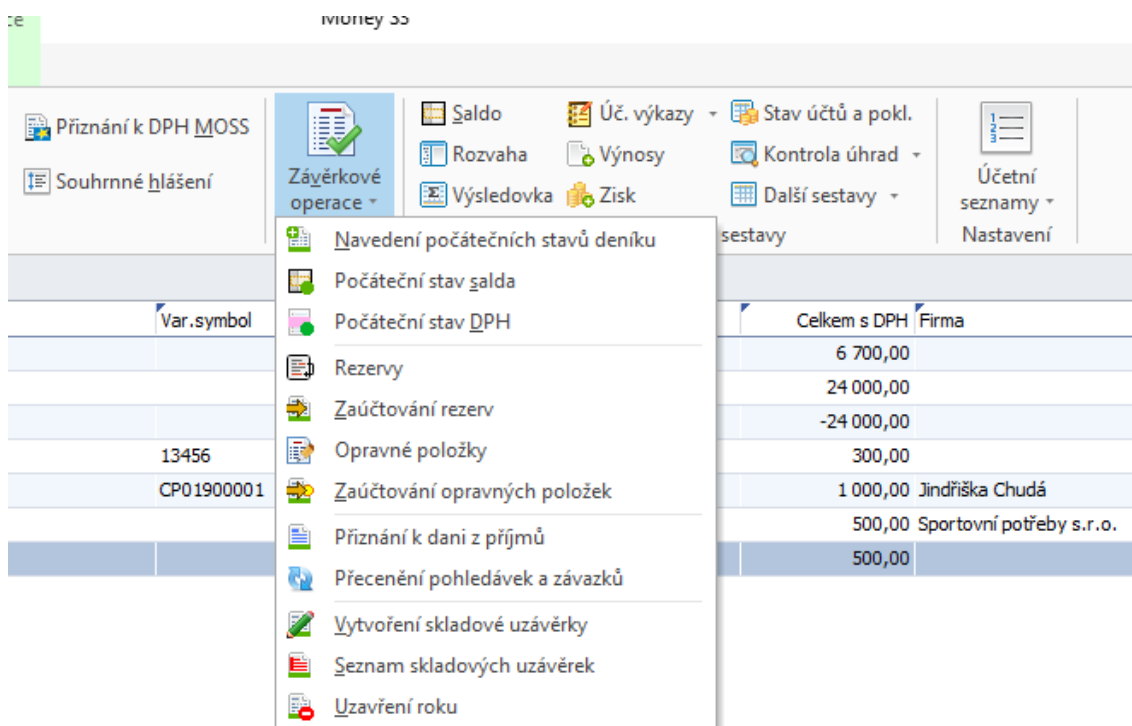 ce
Money S3
Přiznání k DPH MOSS
Souhrnné hlášení
Závěrkové
operace
Saldo
Rozvaha
Výsledovka
Úč. výkazy
Výnosy
Zisk
Stav účtů a pokl.
Kontrola úhrad
Další sestavy
sestavy
Účetní
seznamy
Nastavení
Navedení počátečních stavů deníku
Počáteční stav salda
Počáteční stav DPH
Rezervy
Zaúčtování rezerv
Opravné položky
Zaúčtování opravných položek
Přiznání k dani z příjmů
Přecenění pohledávek a závazků
Vytvoření skladové uzávěrky
Seznam skladových uzávěrek
Uzavření roku
Var.symbol Celkem s DPH Firma
6 700,00
24 000,00
-24 000,00
13456 300,00
CP01900001 1 000,00 Jindřiška Chudá
500,00 Sportovní potřeby s.r.o.
500,00